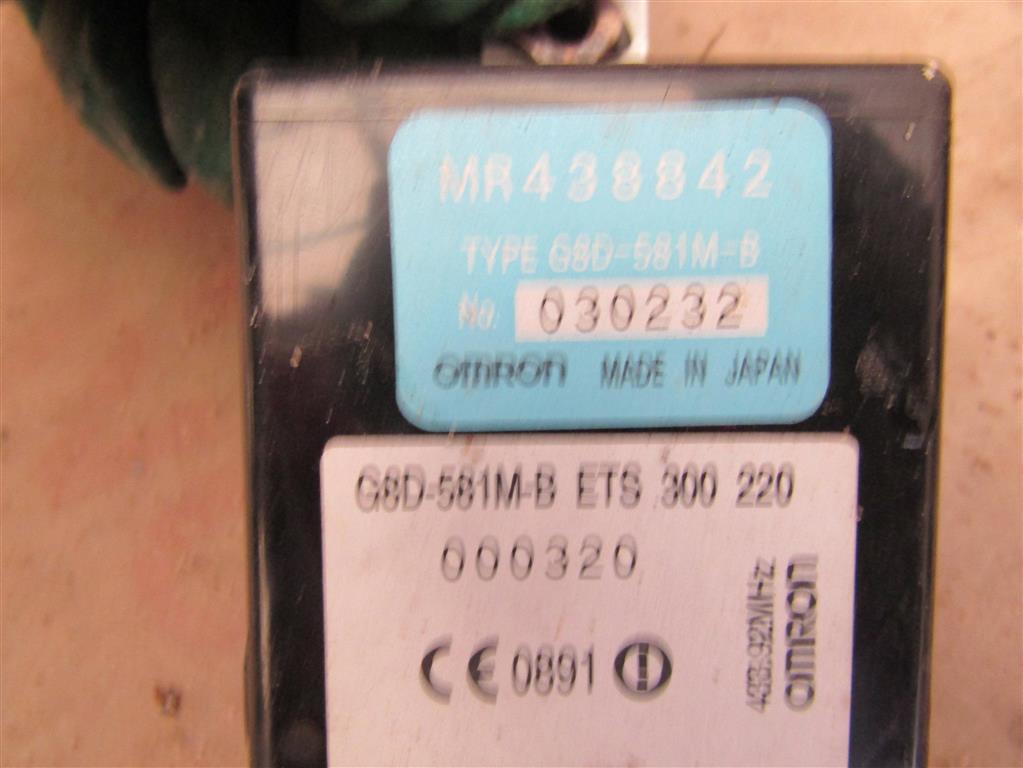 MR438842
TYPE G8D-581M-B
No. 030232
OMRON MADE IN JAPAN
G8D-581M-B ETS 300 220
000320
CE 0891
433.92MHz
OMRON